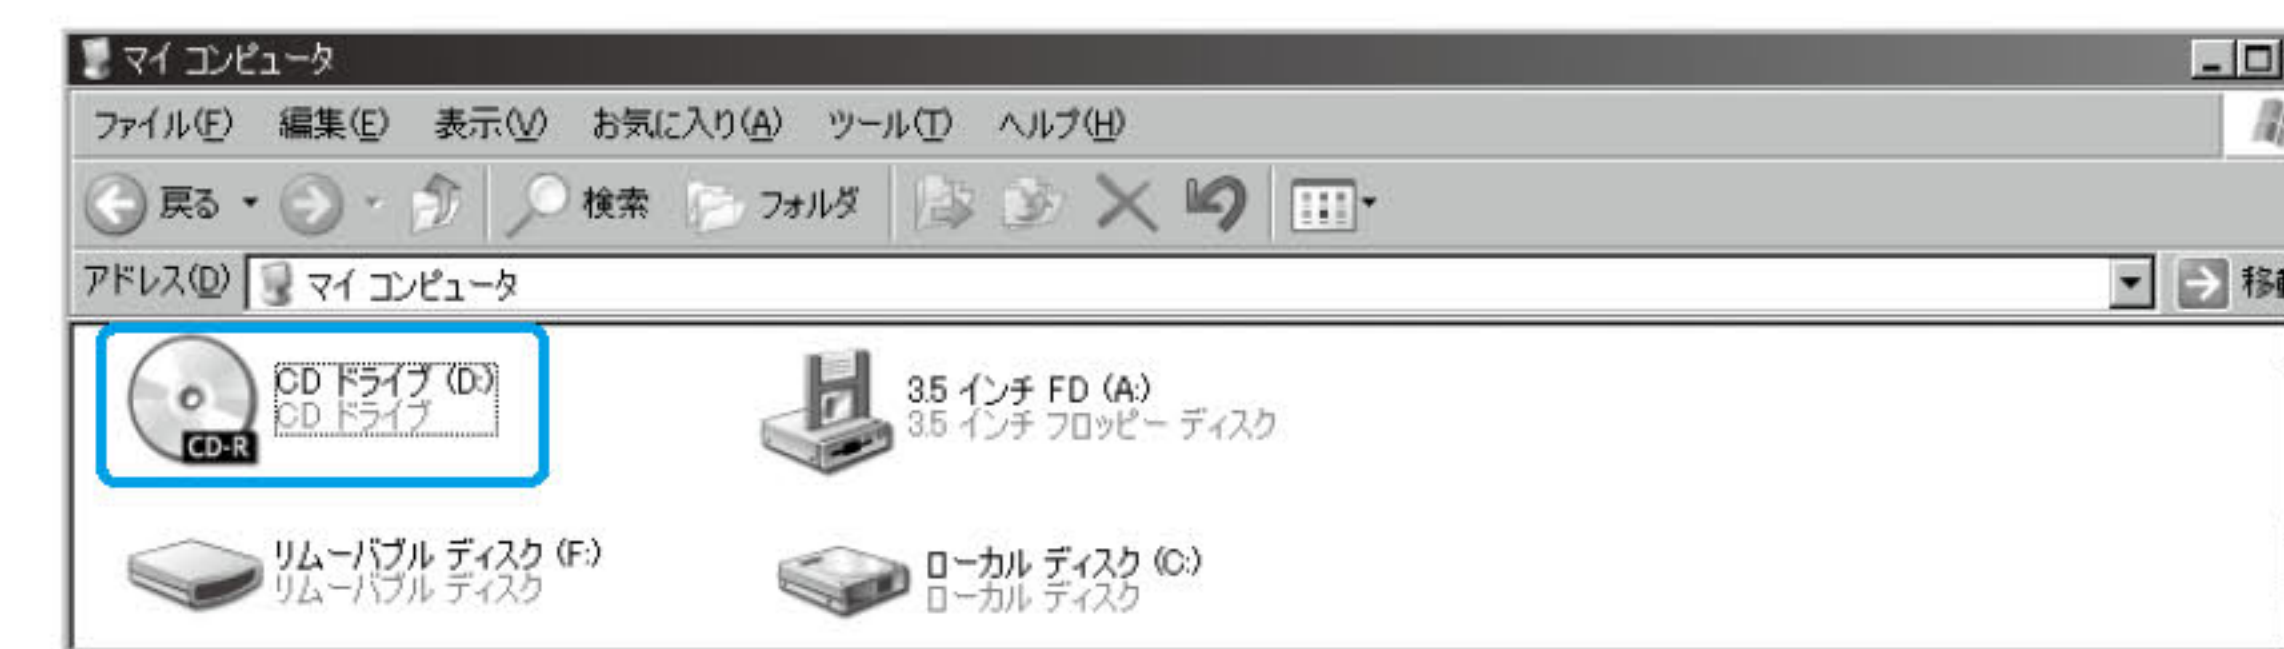 マイ コンピュータ
ファイル(F) 編集(E) 表示(V) お気に入り(A) ツール(T) ヘルプ(H)
戻る 検索 フォルダ
アドレス(D) マイ コンピュータ 移動
CD-R
CD ドライブ (D:)
CD ドライブ
3.5 インチ FD (A:)
3.5 インチ フロッピー ディスク
リムーバブル ディスク (F:)
リムーバブル ディスク
ローカル ディスク (C:)
ローカル ディスク